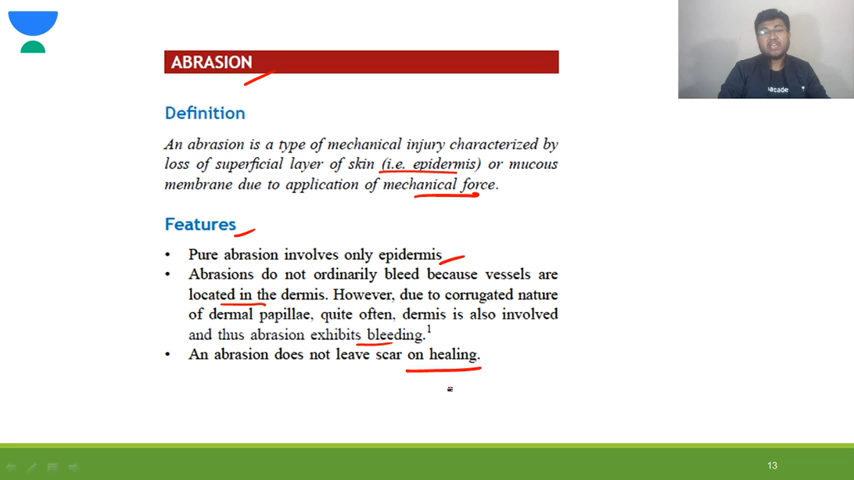 ABRASION
Definition
An abrasion is a type of mechanical injury characterized by
loss of superficial layer of skin (i.e. epidermis) or mucous
membrane due to application of mechanical force.
Features
• Pure abrasion involves only epidermis
• Abrasions do not ordinarily bleed because vessels are
located in the dermis. However, due to corrugated nature
of dermal papillae, quite often, dermis is also involved
and thus abrasion exhibits bleeding.1
• An abrasion does not leave scar on healing.
13